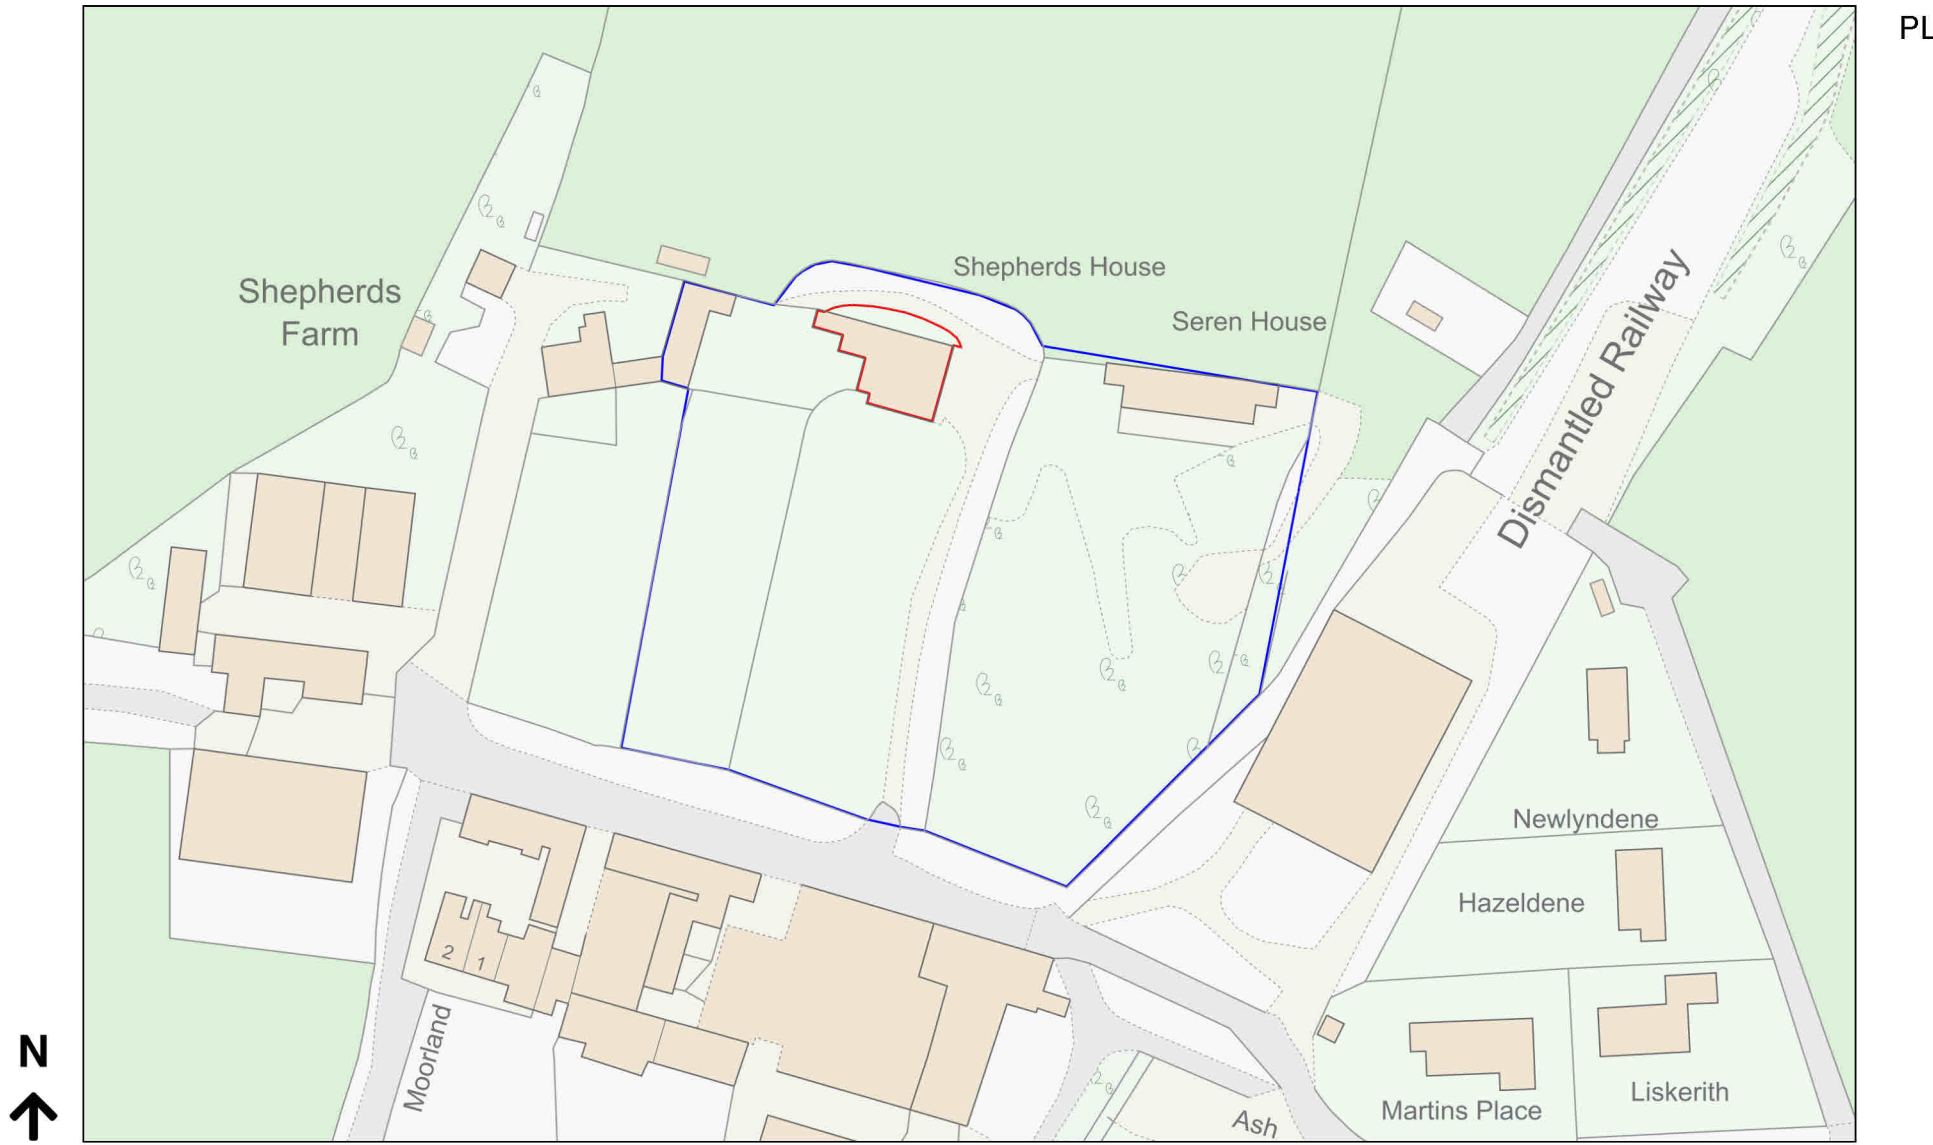 PL
Shepherds House
Shepherds
Farm
Seren House
Dismantled Railway
Newlyndene
Hazeldene
2
1
Moorland
N
Liskerith
Martins Place
Ash